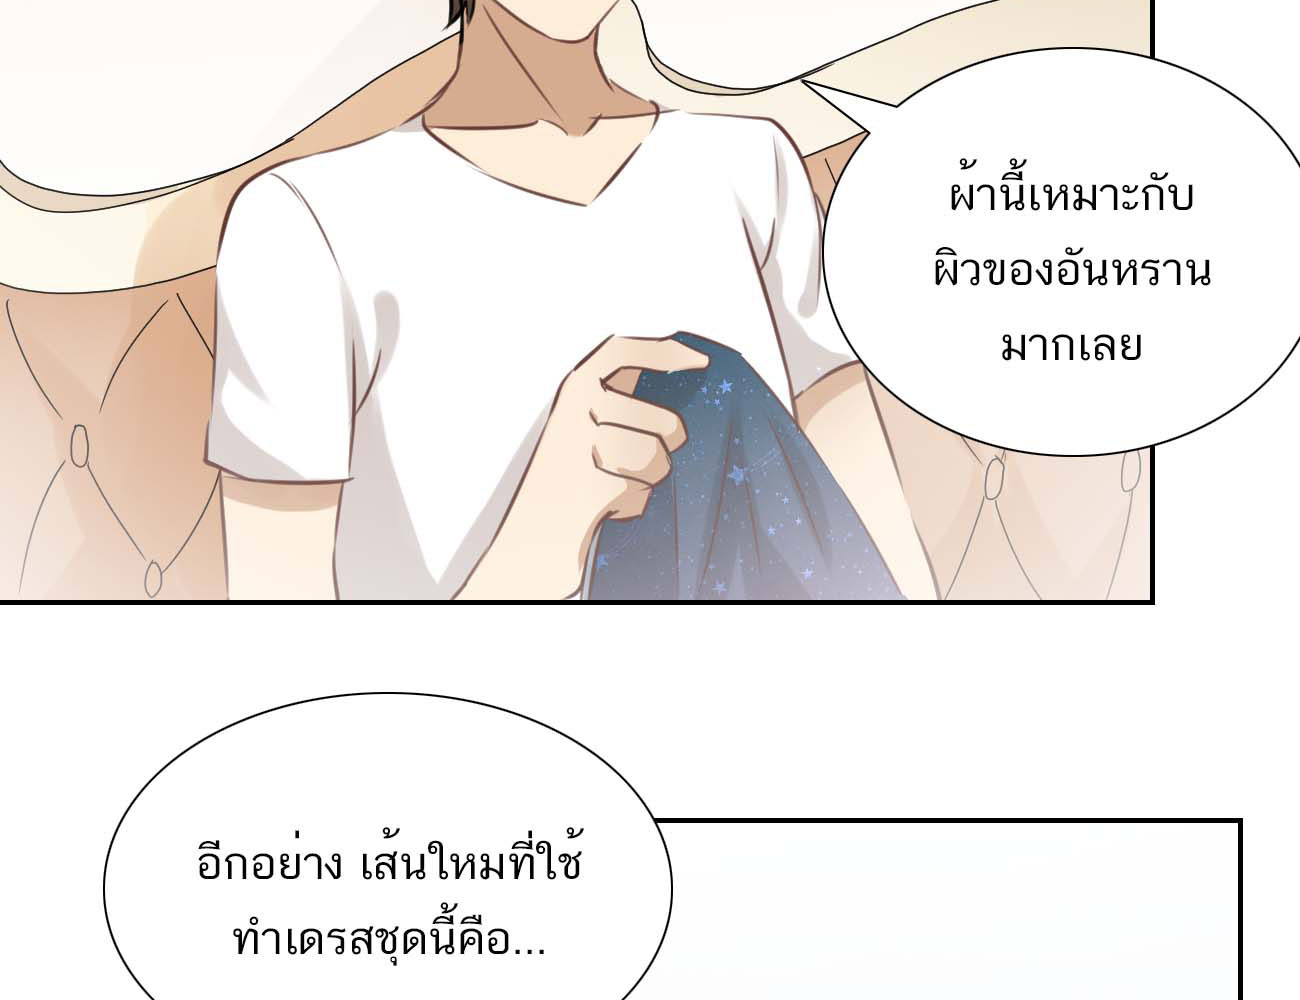 ผ้านี้เหมาะกับ
ผิวของอันหราน
มากเลย
อีกอย่าง เส้นใหมที่ใช้
ทำเดรสชุดนี้คือ...